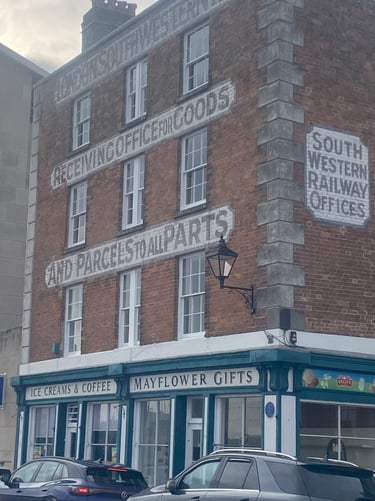 LONDON & SOUTH WESTERN
RECEIVING OFFICE FOR GOODS
AND PARCELS TO ALL PARTS
SOUTH
WESTERN
RAILWAY
OFFICES
ICE CREAMS & COFFEE
MAYFLOWER GIFTS